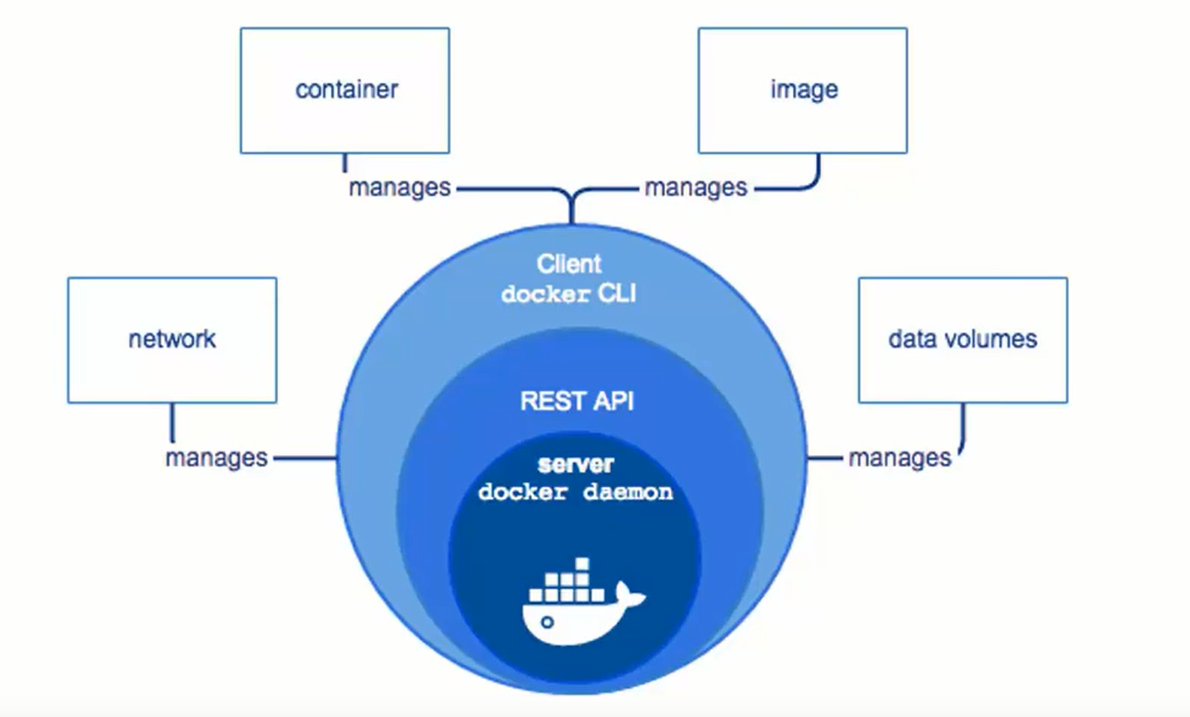 container
image
manages
manages
Client
docker CLI
network
data volumes
REST API
manages
server
docker daemon
manages